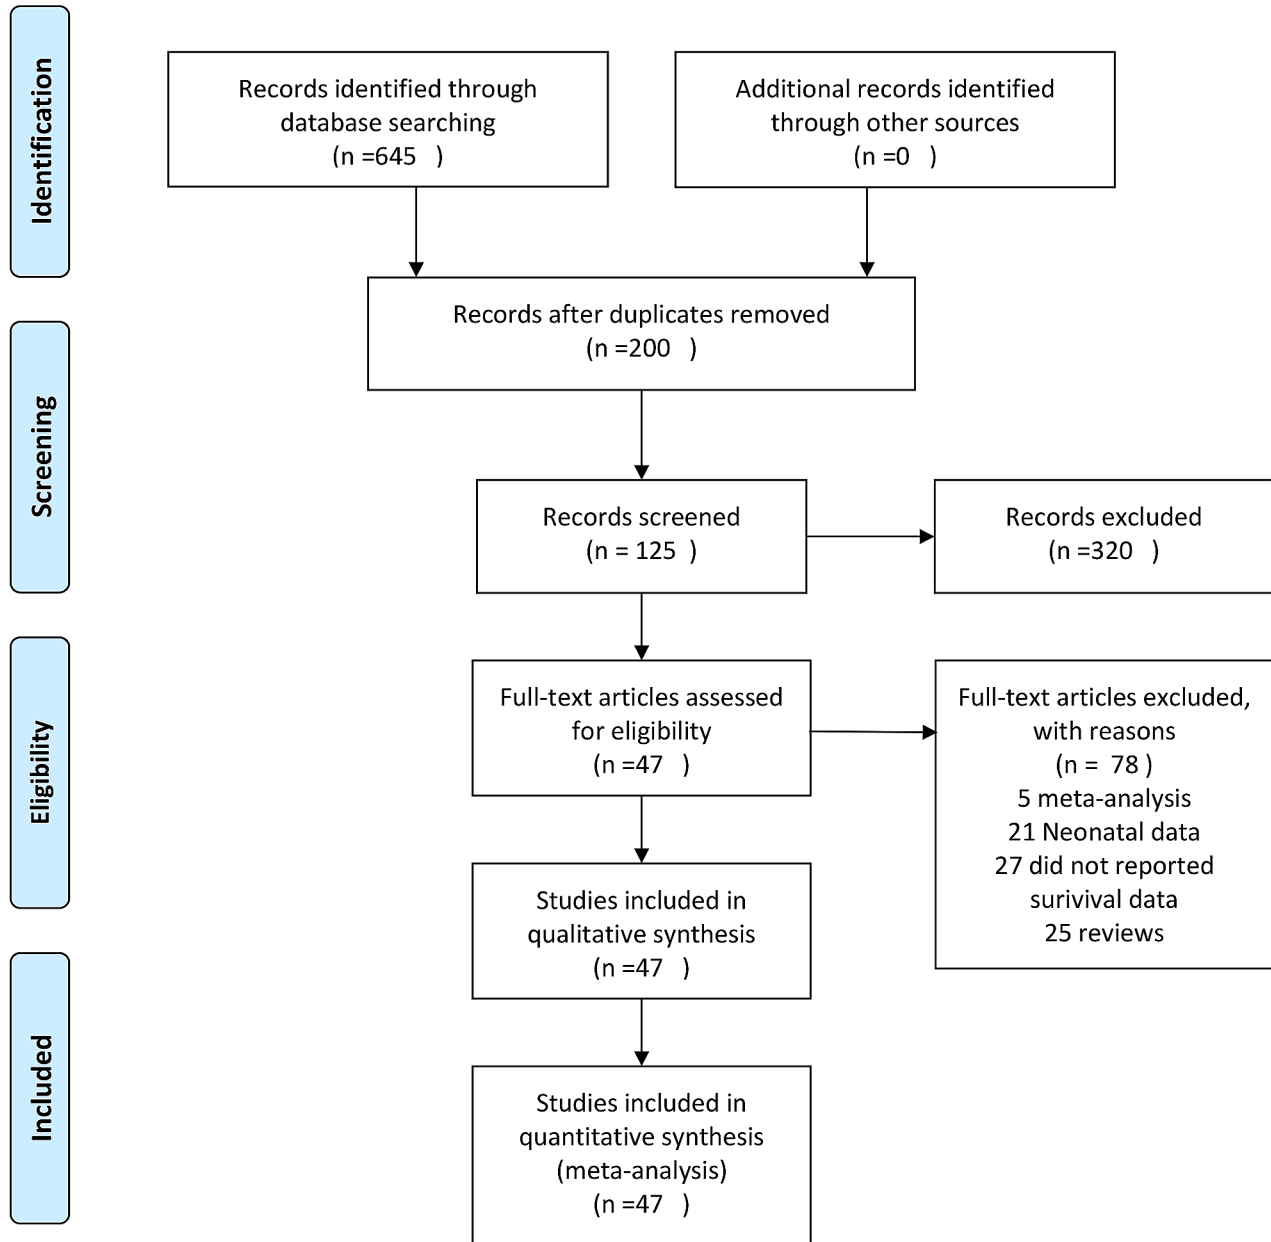 Identification
Records identified through
database searching
(n =645   )
Additional records identified
through other sources
(n =0   )
Records after duplicates removed
(n =200   )
Screening
Records screened
(n = 125  )
Records excluded
(n =320   )
Eligibility
Full-text articles assessed
for eligibility
(n =47   )
Full-text articles excluded,
with reasons
(n =  78 )
5 meta-analysis
21 Neonatal data
27 did not reported
surivival data
25 reviews
Studies included in
qualitative synthesis
(n =47   )
Included
Studies included in
quantitative synthesis
(meta-analysis)
(n =47   )